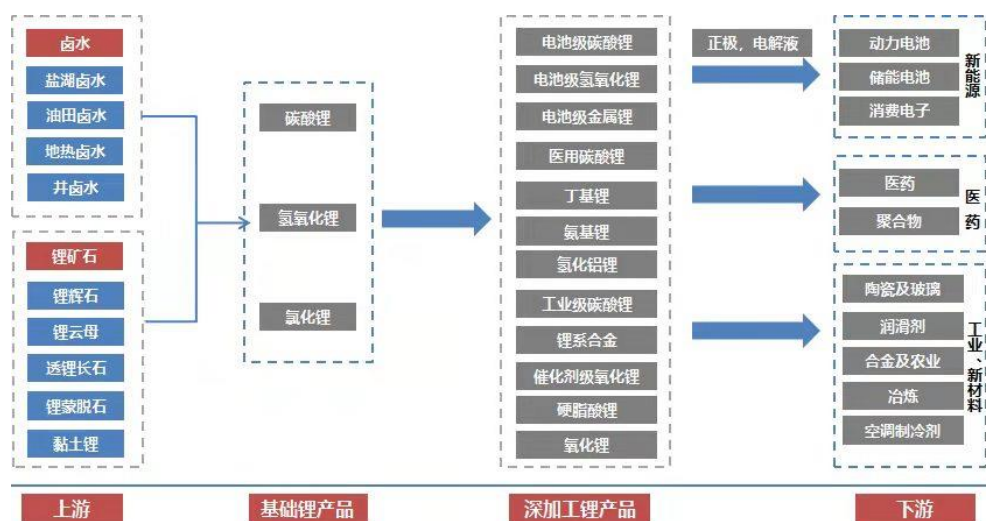 卤水
盐湖卤水
油田卤水
地热卤水
井卤水
锂矿石
锂辉石
锂云母
透锂长石
锂蒙脱石
黏土锂
碳酸锂
氢氧化锂
氯化锂
电池级碳酸锂
电池级氢氧化锂
电池级金属锂
医用碳酸锂
丁基锂
氨基锂
氢化铝锂
工业级碳酸锂
锂系合金
催化剂级氧化锂
硬脂酸锂
氧化锂
正极，电解液
动力电池
储能电池
消费电子
新能源
医药
聚合物
医药
陶瓷及玻璃
润滑剂
合金及农业
冶炼
空调制冷剂
工业、新材料
上游
基础锂产品
深加工锂产品
下游